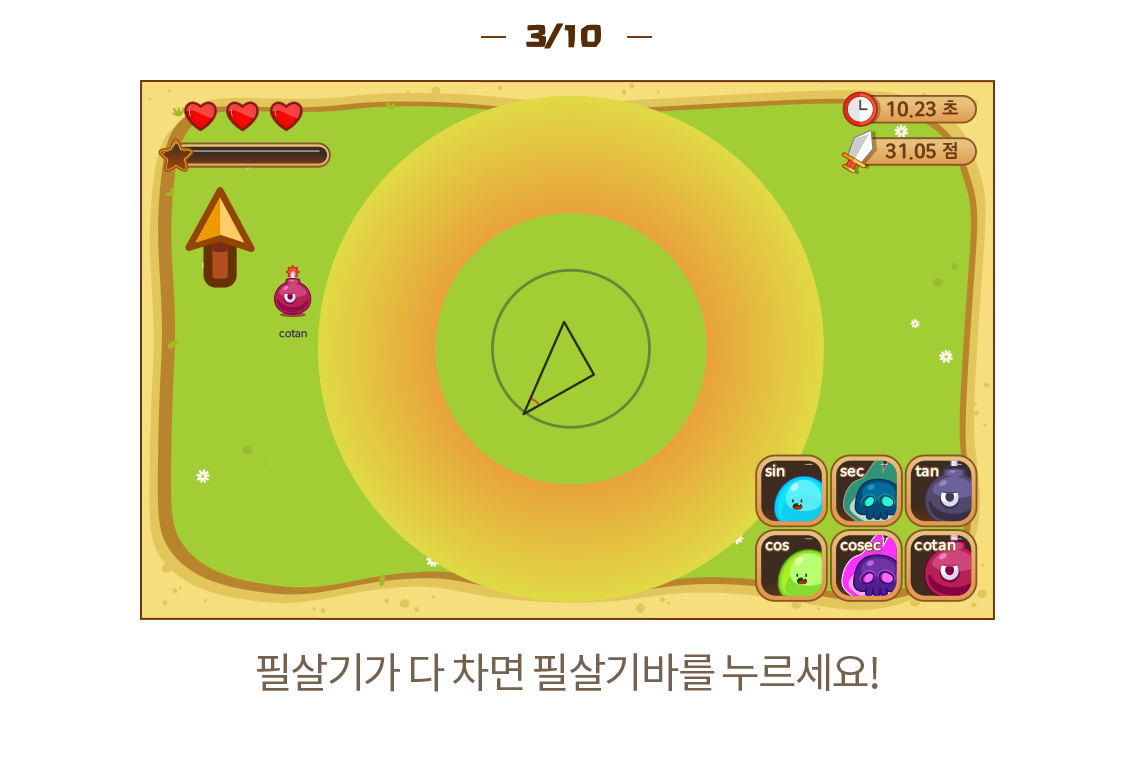 3/10
10.23 초
31.05 점
cotan
sin
sec
tan
cos
cosec
cotan
필살기가 다 차면 필살기바를 누르세요!